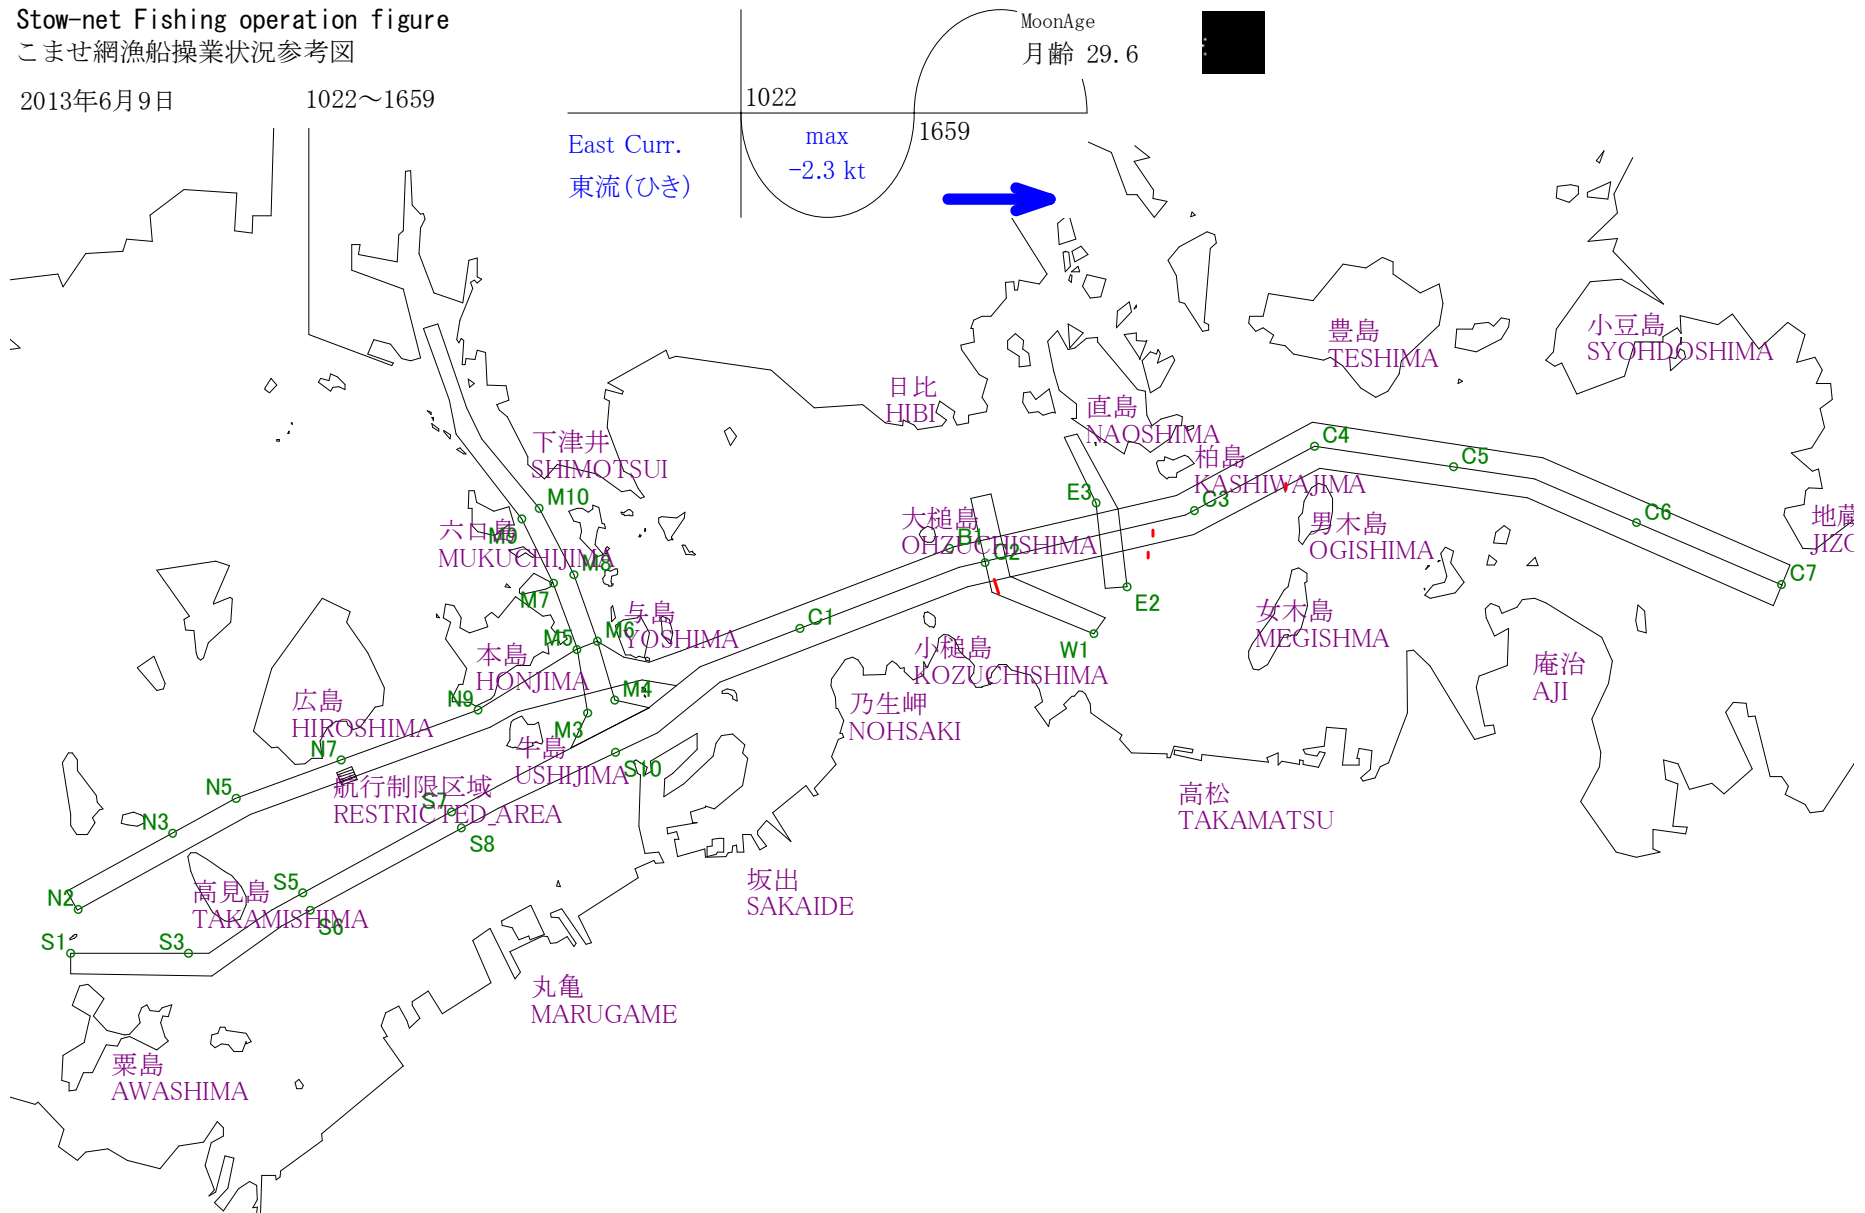 Stow-net Fishing operation figure
こませ網漁船操業状況参考図
2013年6月9日
1022～1659
MoonAge
月齢 29.6
1022
1659
East Curr.
東流(ひき)
max
-2.3 kt
豊島
TESHIMA
小豆島
SYOHDOSHIMA
日比
HIBI
直島
NAOSHIMA
柏島
KASHIWAJIMA
下津井
SHIMOTSUI
大槌島
OHZUCHISHIMA
男木島
OGISHIMA
地蔵
JIZO
六口島
MUKUCHIJIMA
与島
YOSHIMA
女木島
MEGISHMA
小槌島
KOZUCHISHIMA
庵治
AJI
本島
HONJIMA
広島
HIROSHIMA
乃生岬
NOHSAKI
牛島
USHIJIMA
航行制限区域
RESTRICTED_AREA
高松
TAKAMATSU
高見島
TAKAMISHIMA
坂出
SAKAIDE
丸亀
MARUGAME
粟島
AWASHIMA
C4
C5
C3
C6
C7
E3
E2
B1
C2
W1
C1
M10
M9
M8
M7
M6
M5
M4
M3
N9
N7
N5
N3
N2
S10
S7
S8
S5
S6
S3
S1